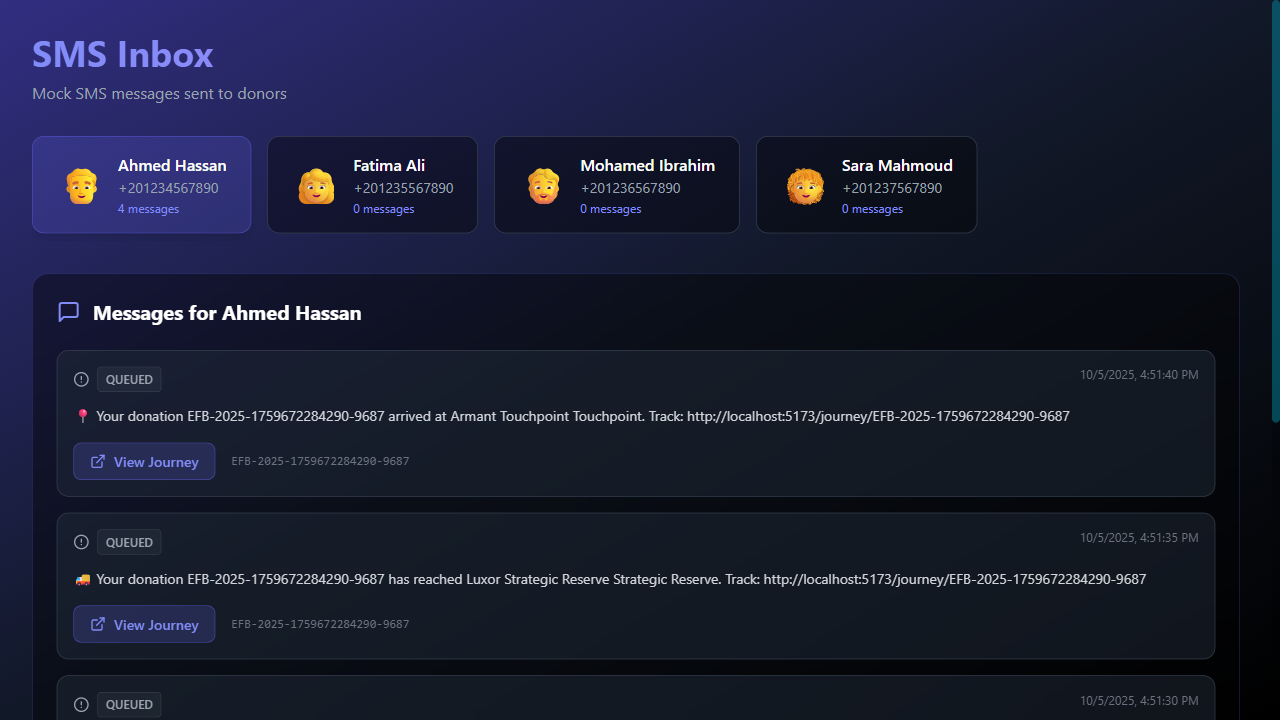 SMS Inbox
Mock SMS messages sent to donors
Ahmed Hassan
+201234567890
4 messages
Fatima Ali
+201235567890
0 messages
Mohamed Ibrahim
+201236567890
0 messages
Sara Mahmoud
+201237567890
0 messages
Messages for Ahmed Hassan
QUEUED
10/5/2025, 4:51:40 PM
📍 Your donation EFB-2025-1759672284290-9687 arrived at Armant Touchpoint Touchpoint. Track: http://localhost:5173/journey/EFB-2025-1759672284290-9687
View Journey
EFB-2025-1759672284290-9687
QUEUED
10/5/2025, 4:51:35 PM
🚚 Your donation EFB-2025-1759672284290-9687 has reached Luxor Strategic Reserve Strategic Reserve. Track: http://localhost:5173/journey/EFB-2025-1759672284290-9687
View Journey
EFB-2025-1759672284290-9687
QUEUED
10/5/2025, 4:51:30 PM